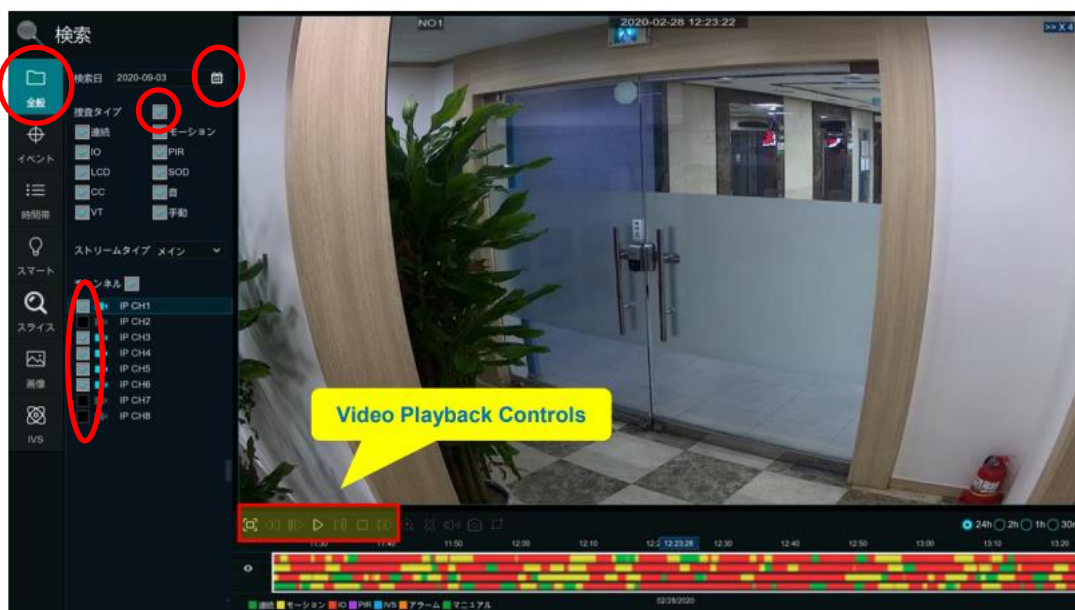 検索
NO1
2020-02-28 12:23:22
>> X 4
検索日 2020-09-03
全般
捜査タイプ
連続 モーション
IO PIR
LCD SOD
CC 音
VT 手動
イベント
時間帯
スマート
スライス
画像
IVS
ストリームタイプ メイン
チャンネル
IP CH1
IP CH2
IP CH3
IP CH4
IP CH5
IP CH6
IP CH7
IP CH8
Video Playback Controls
24h 2h 1h 30m
11:30 11:40 11:50 12:00 12:10 12:2 12:23:28 12:30 12:40 12:50 13:00 13:10 13:20
連続 モーション IO PIR IVS アラーム マニュアル
02/28/2020